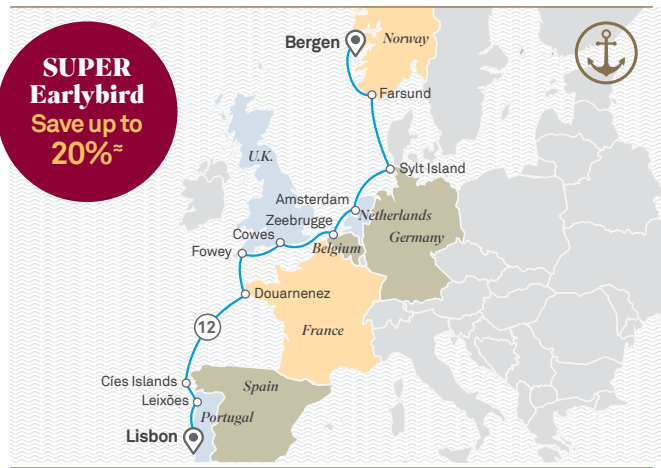 SUPER
Earlybird
Save up to
20%≈
Bergen
Norway
Farsund
U.K.
Sylt Island
Amsterdam
Netherlands
Zeebrugge
Germany
Cowes
Belgium
Fowey
Douarnenez
12
France
Cíes Islands
Spain
Leixões
Portugal
Lisbon